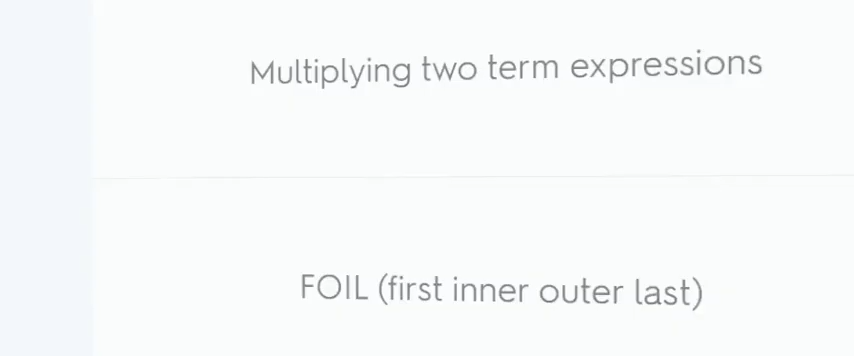 Multiplying two term expressions
FOIL (first inner outer last)